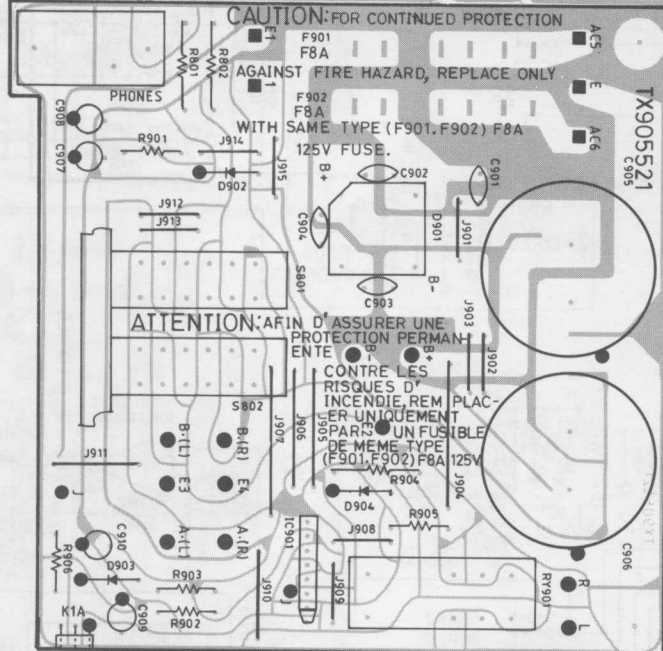 CAUTION: FOR CONTINUED PROTECTION
E1
F901
F8A
AC5
R801
R802
AGAINST FIRE HAZARD, REPLACE ONLY
E
PHONES
1
F902
F8A
TX905521
C908
WITH SAME TYPE (F901.F902) F8A
AC6
125V FUSE.
R901
J914
C907
D902
J915
B+
C902
C901
C905
J912
J913
C904
D901
J901
S801
B-
C903
ATTENTION: AFIN D'ASSURER UNE
PROTECTION PERMAN-
ENTE
J903
J902
B-
B+
CONTRE LES
RISQUES D'
INCENDIE, REMPLAC-
ER UNIQUEMENT
PAR UN FUSIBLE
DE MEME TYPE
(F901.F902) F8A 125V
S802
J907
J906
J905
E2
B.(L)
B.(R)
J911
R904
J904
E3
E4
J
D904
C910
A.(L)
A.(R)
IC901
J908
R905
R906
D903
C906
R903
J910
J
J909
RY901
R
K1A
C909
R902
L